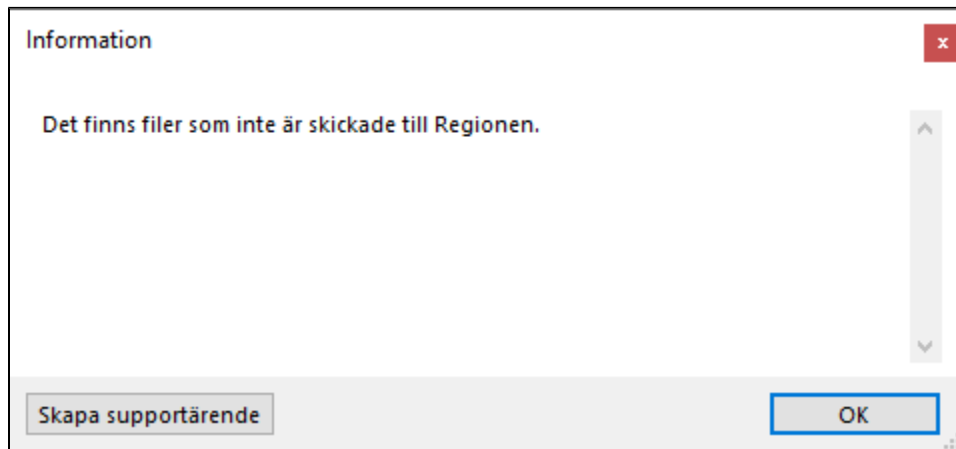 Information
x
Det finns filer som inte är skickade till Regionen.
Skapa supportärende
OK